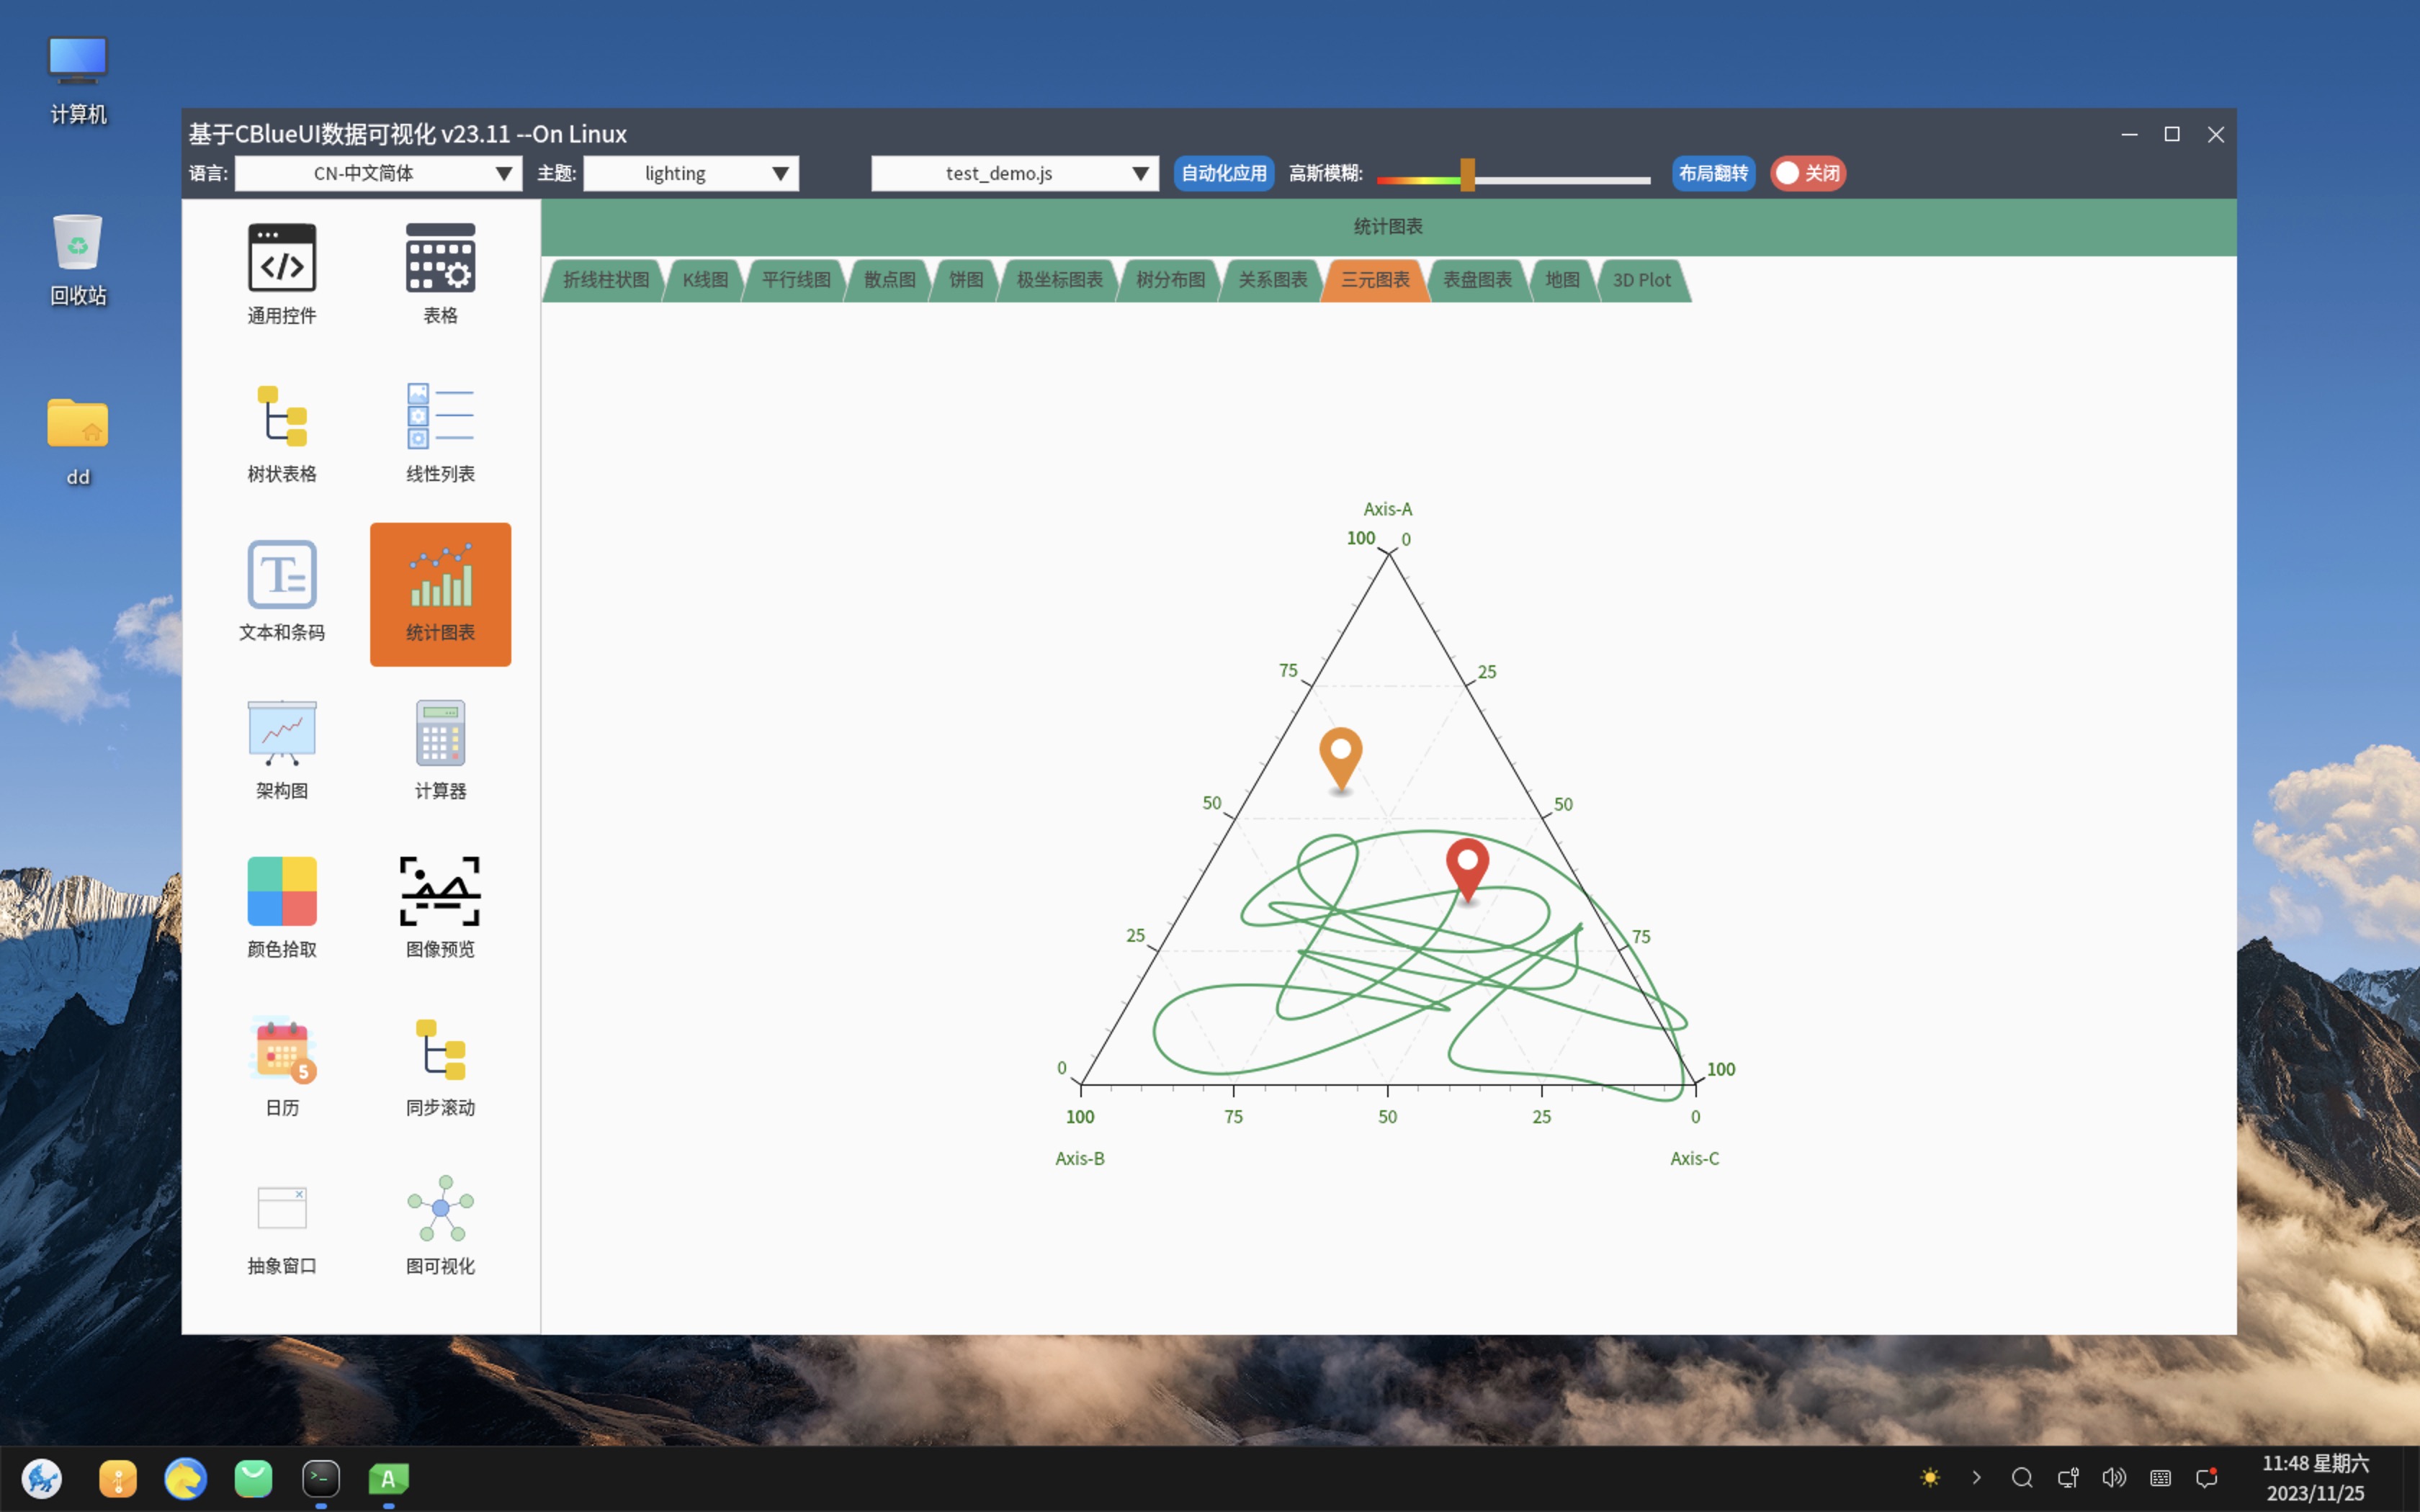 计算机
回收站
dd
基于CBlueUI数据可视化 v23.11 --On Linux
语言: CN-中文简体 主题: lighting test_demo.js 自动化应用 高斯模糊: 布局翻转 关闭
通用控件 表格
树状表格 线性列表
文本和条码 统计图表
架构图 计算器
颜色拾取 图像预览
5
日历 同步滚动
抽象窗口 图可视化
统计图表
折线柱状图 K线图 平行线图 散点图 饼图 极坐标图表 树分布图 关系图表 三元图表 表盘图表 地图 3D Plot
Axis-A
100 0
75 25
50 50
25 75
0 100
100 75 50 25 0
Axis-B Axis-C
A
11:48 星期六
2023/11/25